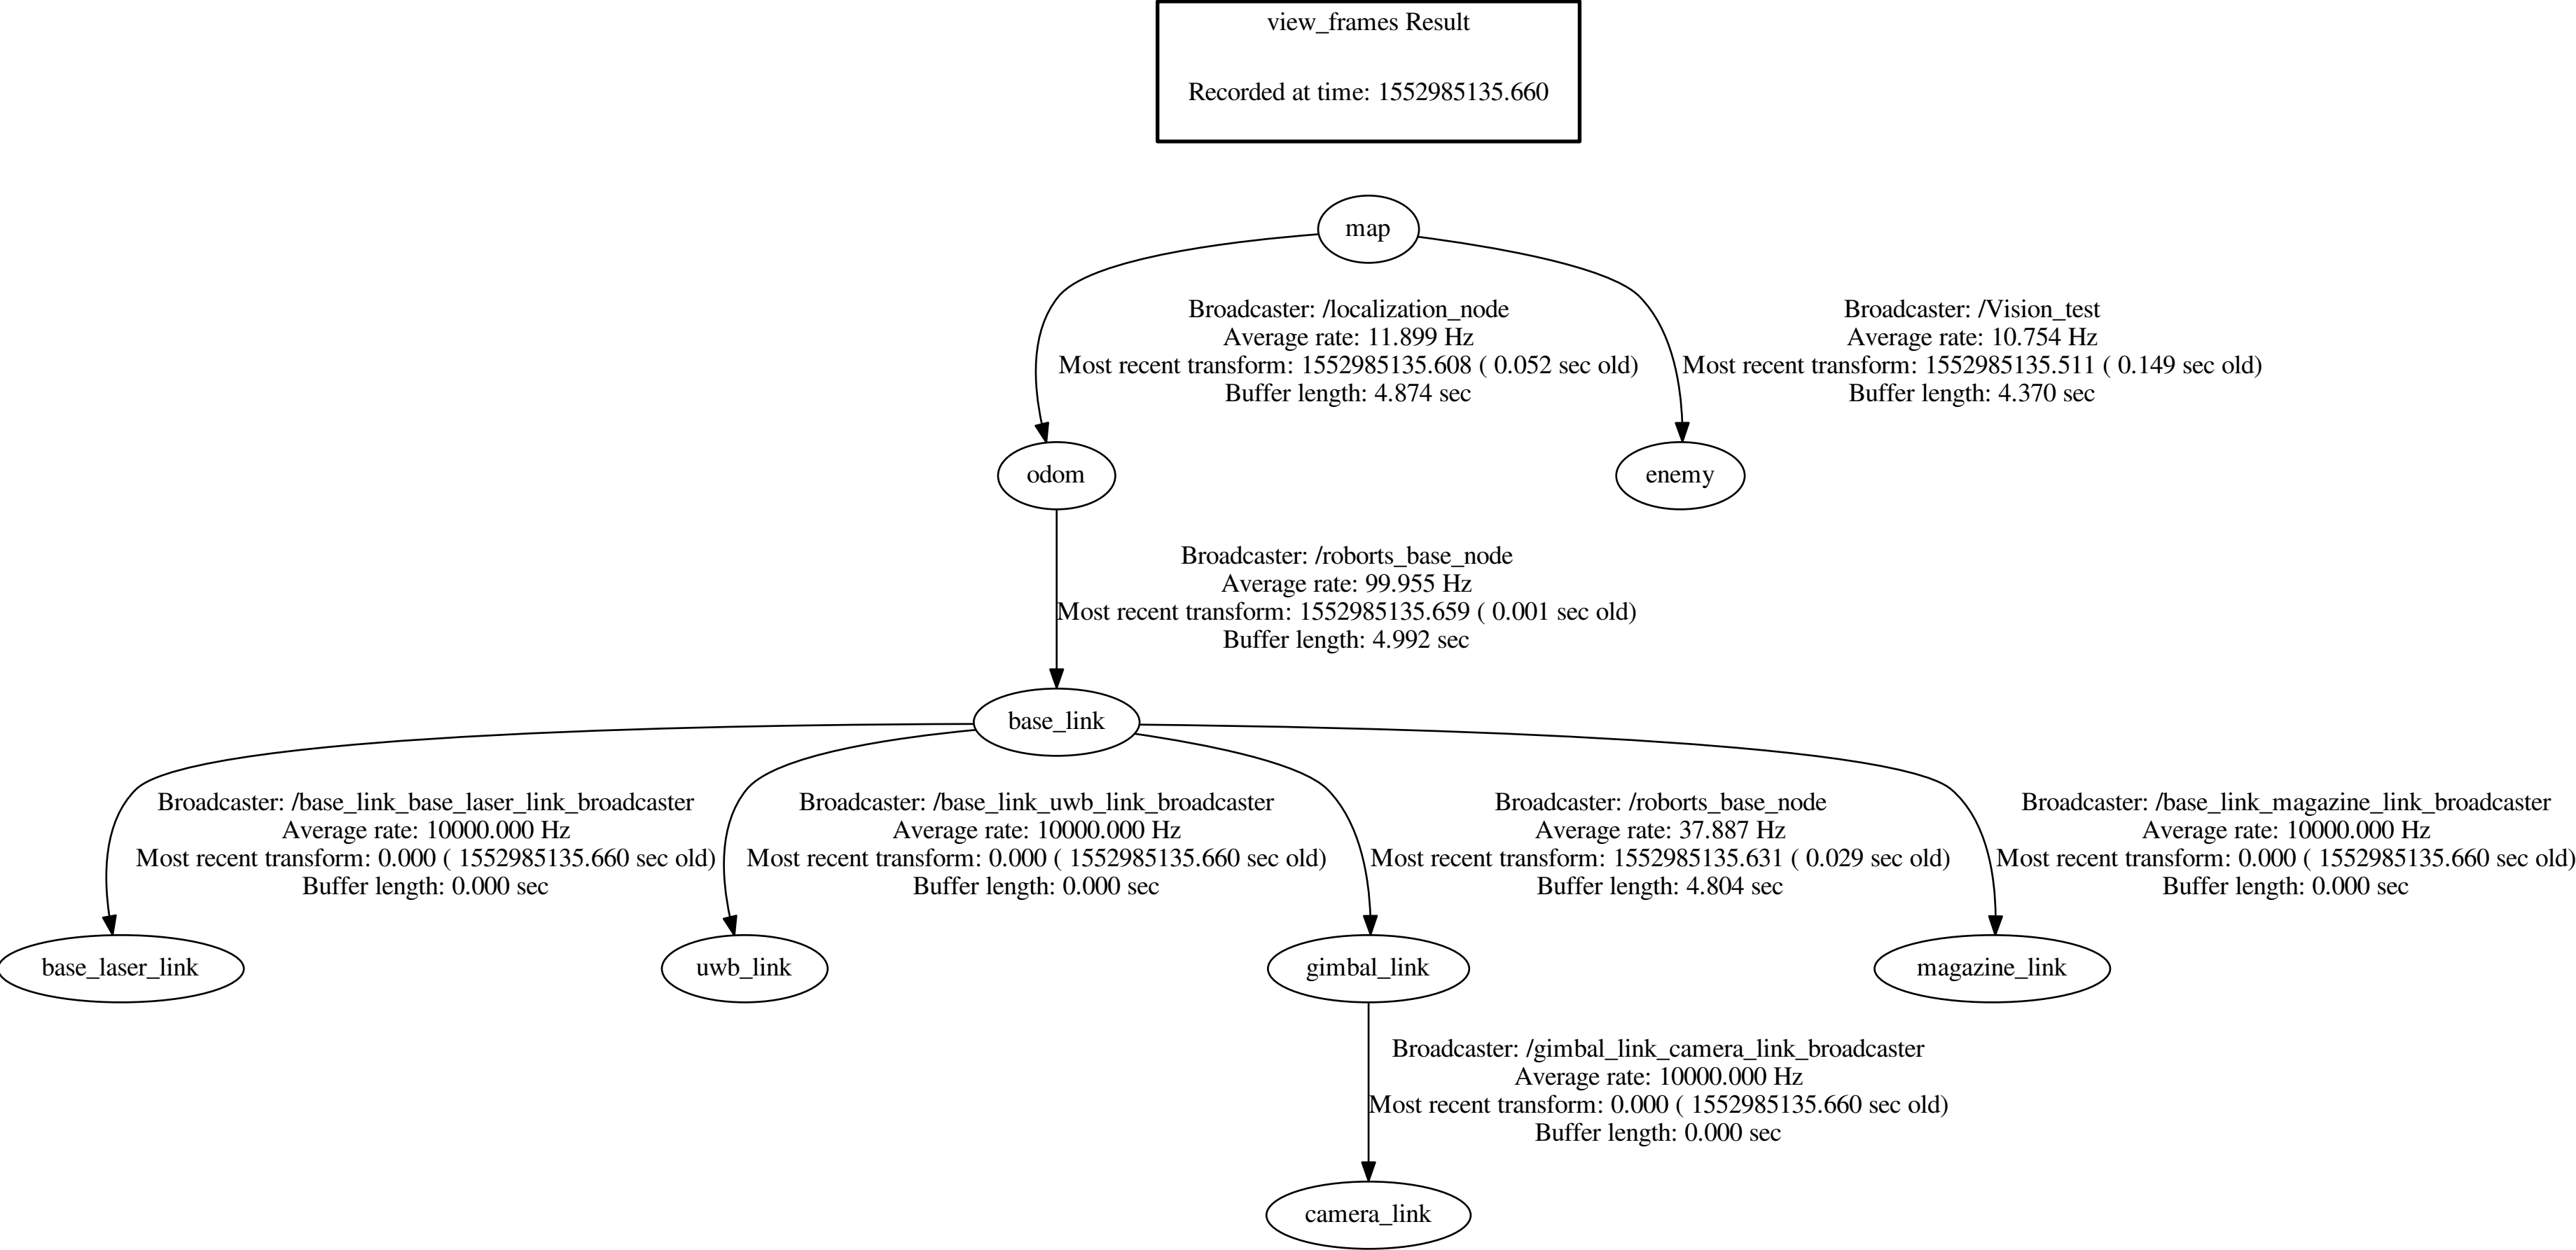 view_frames Result
Recorded at time: 1552985135.660
map
Broadcaster: /localization_node
Average rate: 11.899 Hz
Most recent transform: 1552985135.608 ( 0.052 sec old)
Buffer length: 4.874 sec
Broadcaster: /Vision_test
Average rate: 10.754 Hz
Most recent transform: 1552985135.511 ( 0.149 sec old)
Buffer length: 4.370 sec
odom
enemy
Broadcaster: /roborts_base_node
Average rate: 99.955 Hz
Most recent transform: 1552985135.659 ( 0.001 sec old)
Buffer length: 4.992 sec
base_link
Broadcaster: /base_link_base_laser_link_broadcaster
Average rate: 10000.000 Hz
Most recent transform: 0.000 ( 1552985135.660 sec old)
Buffer length: 0.000 sec
Broadcaster: /base_link_uwb_link_broadcaster
Average rate: 10000.000 Hz
Most recent transform: 0.000 ( 1552985135.660 sec old)
Buffer length: 0.000 sec
Broadcaster: /roborts_base_node
Average rate: 37.887 Hz
Most recent transform: 1552985135.631 ( 0.029 sec old)
Buffer length: 4.804 sec
Broadcaster: /base_link_magazine_link_broadcaster
Average rate: 10000.000 Hz
Most recent transform: 0.000 ( 1552985135.660 sec old)
Buffer length: 0.000 sec
base_laser_link
uwb_link
gimbal_link
magazine_link
Broadcaster: /gimbal_link_camera_link_broadcaster
Average rate: 10000.000 Hz
Most recent transform: 0.000 ( 1552985135.660 sec old)
Buffer length: 0.000 sec
camera_link